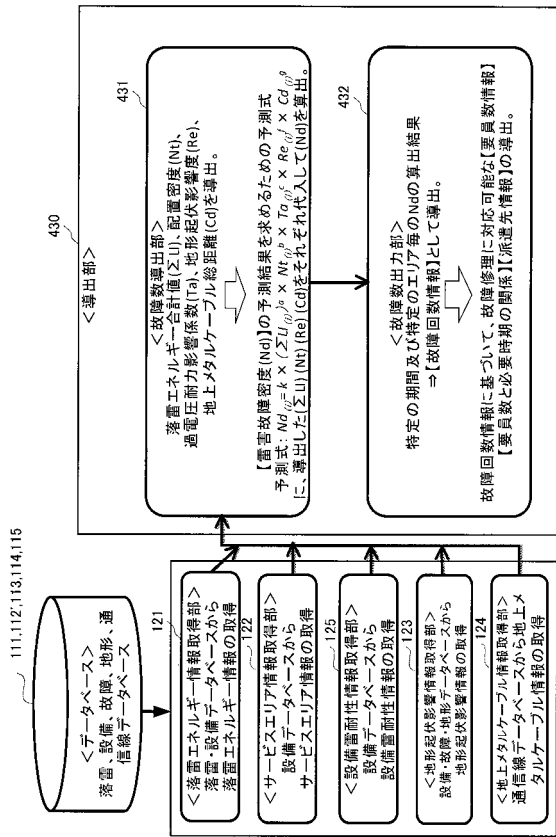 111,112,113,114,115
<データベース>
落雷、設備、故障、地形、通
信線データベース
121
<落雷エネルギー情報取得部>
落雷・設備データベースから
落雷エネルギー情報の取得
122
<サービスエリア情報取得部>
設備データベースから
サービスエリア情報の取得
125
<設備雷耐性情報取得部>
設備データベースから
設備雷耐性情報の取得
123
<地形起伏影響情報取得部>
設備・故障・地形データベースから
地形起伏影響情報の取得
124
<地上メタルケーブル情報取得部>
通信線データベースから地上メ
タルケーブル情報の取得
430
<導出部>
431
<故障数導出部>
落雷エネルギー合計値(ΣLI)、配置密度(Nt)、
過電圧耐力影響係数(Ta)、地形起伏影響度(Re)、
地上メタルケーブル総距離(Cd)を導出。
【雷害故障密度(Nd)】の予測結果を求めるための予測式
予測式：Nd(i)=k × (ΣLI(i))^a × Nt(i)^b × Ta(i)^c × Re(i)^f × Cd(i)^g
に、導出した(ΣLI) (Nt) (Re) (Cd)をそれぞれ代入して(Nd)を算出。
432
<故障数出力部>
特定の期間及び特定のエリア毎のNdの算出結果
⇒【故障回数情報】として導出。
故障回数情報に基づいて、故障修理に対応可能な【要員数情報】
【要員数と必要時期の関係】【派遣先情報】の導出。